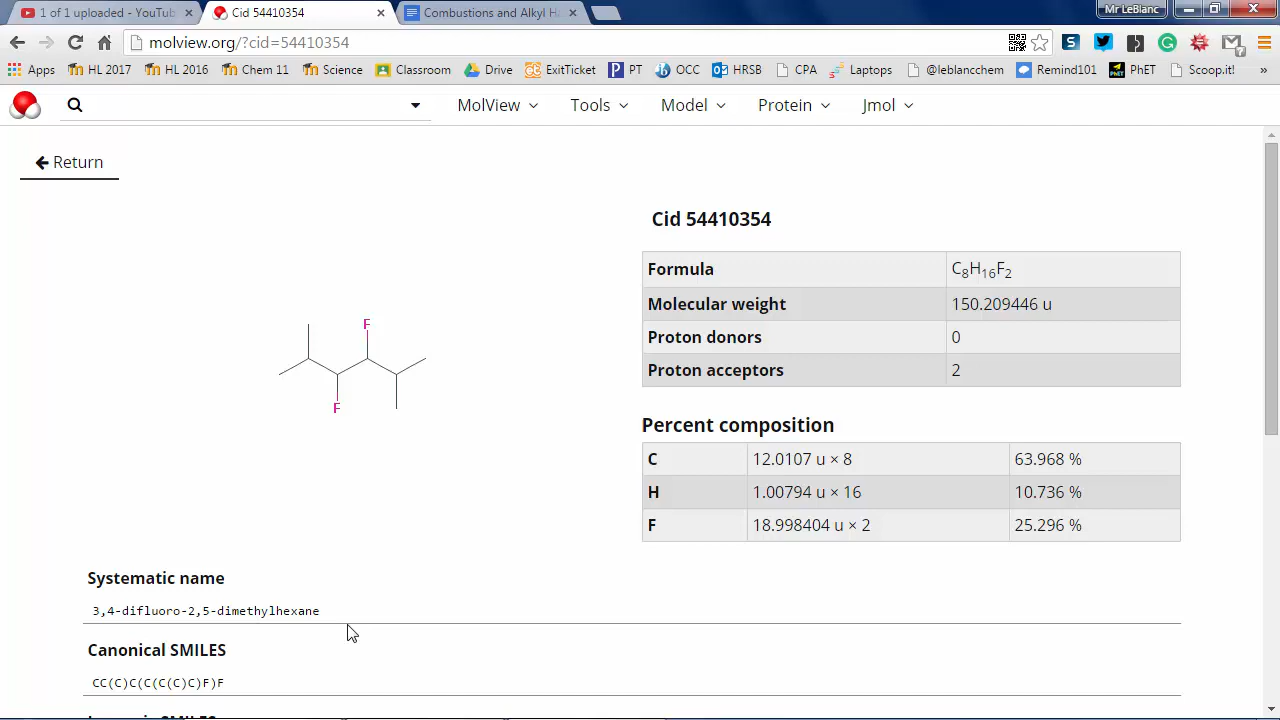 1 of 1 uploaded - YouTub
Cid 54410354
Combustions and Alkyl H
Mr LeBlanc
molview.org/?cid=54410354
Apps HL 2017 HL 2016 Chem 11 Science Classroom Drive ExitTicket PT OCC HRSB CPA Laptops @leblancchem Remind101 PhET Scoop.it! »
MolView Tools Model Protein Jmol
Return
Cid 54410354
Formula C8H16F2
Molecular weight 150.209446 u
Proton donors 0
Proton acceptors 2
F
F
Percent composition
C 12.0107 u × 8 63.968 %
H 1.00794 u × 16 10.736 %
F 18.998404 u × 2 25.296 %
Systematic name
3,4-difluoro-2,5-dimethylhexane
Canonical SMILES
CC(C)C(C(C(C)C)F)F